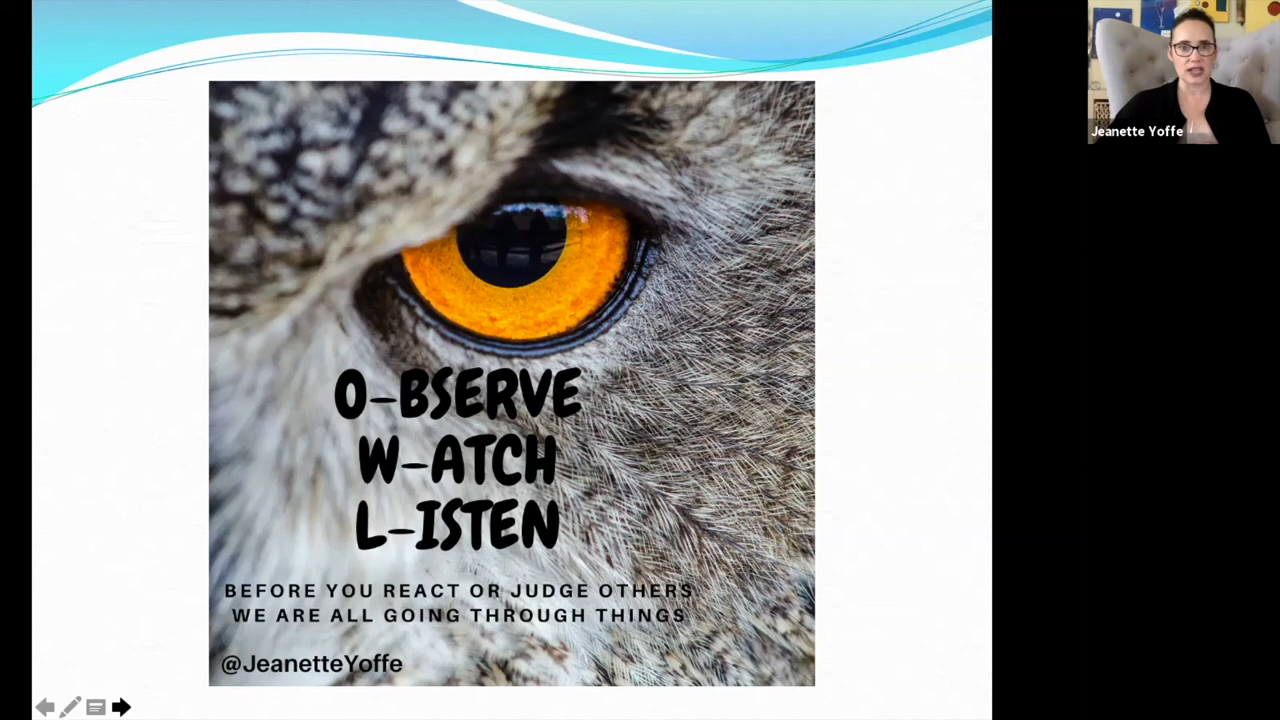 O-BSERVE
W-ATCH
L-ISTEN
BEFORE YOU REACT OR JUDGE OTHERS
WE ARE ALL GOING THROUGH THINGS
@JeanetteYoffe
Jeanette Yoffe